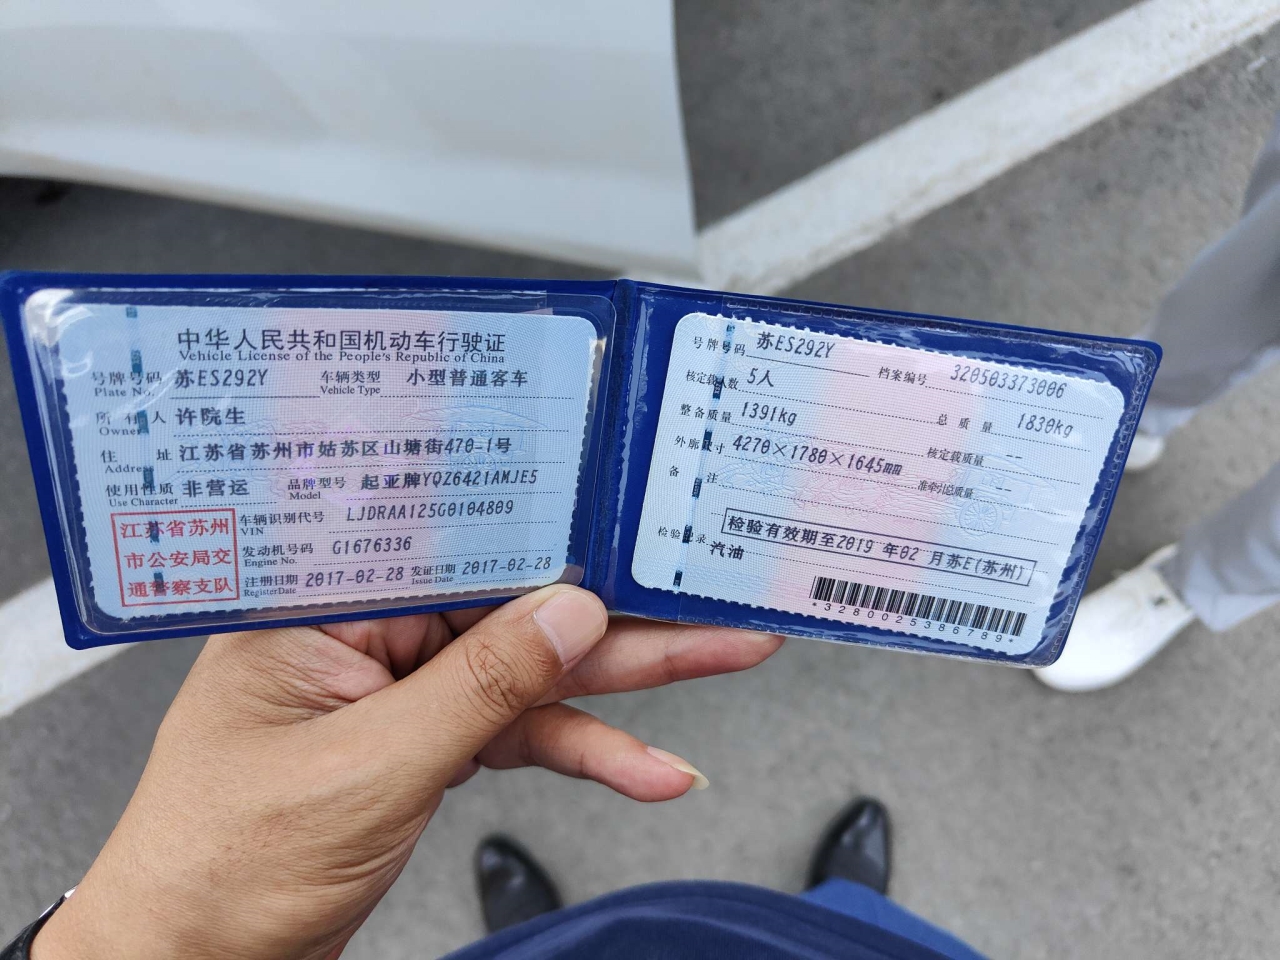 中华人民共和国机动车行驶证
Vehicle License of the People's Republic of China
号牌号码 苏ES292Y 车辆类型 小型普通客车
Plate No. Vehicle Type
所有人 许院生
Owner
住址 江苏省苏州市姑苏区山塘街470-1号
Address
使用性质 非营运 品牌型号 起亚牌YQZ6421AMJE5
Use Character Model
江苏省苏州
市公安局交
通警察支队
车辆识别代号 LJDRAA125G0104809
VIN
发动机号码 G1676336
Engine No.
注册日期 2017-02-28 发证日期 2017-02-28
RegisterDate Issue Date
号牌号码 苏ES292Y 档案编号 320503373006
核定载人数 5人 总质量 1830kg
整备质量 1391kg 核定载质量 --
外廓尺寸 4270×1780×1645mm 准牵引总质量 --
备注
检验有效期至2019年02月苏E(苏州)
检验记录 汽油
*3280025386789*